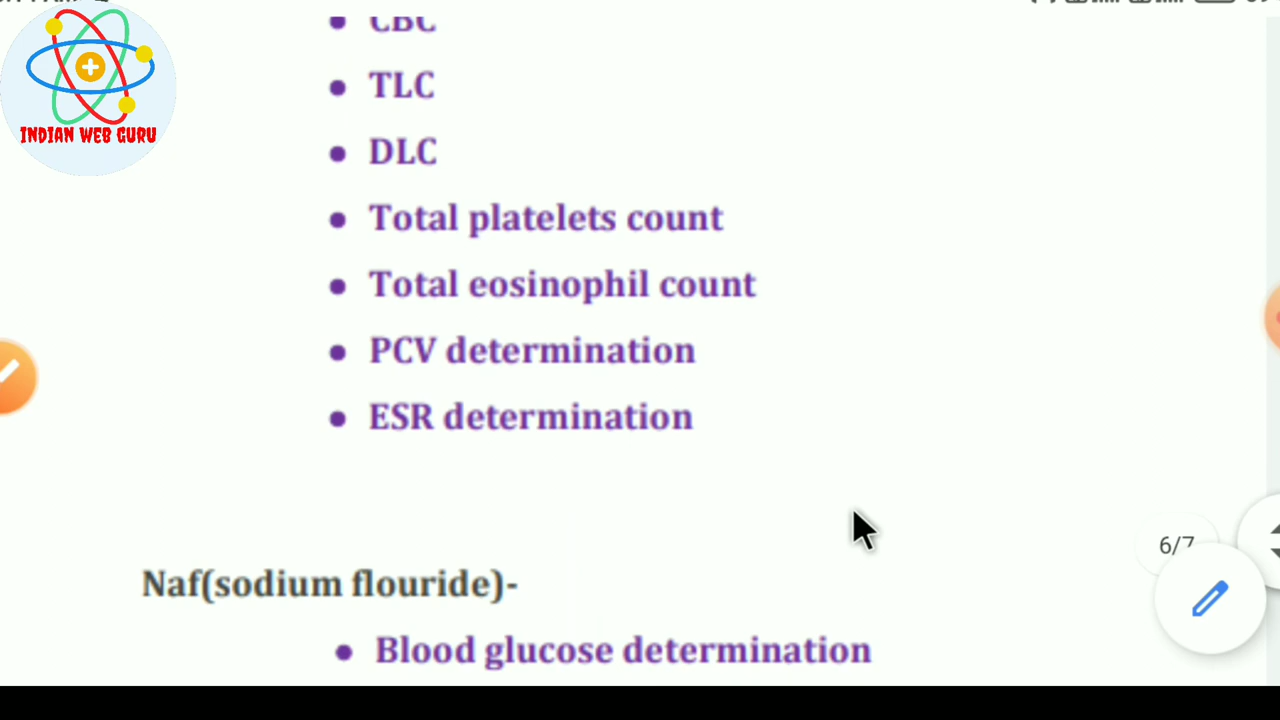 INDIAN WEB GURU
• CBC
• TLC
• DLC
• Total platelets count
• Total eosinophil count
• PCV determination
• ESR determination
6/7
Naf(sodium flouride)-
• Blood glucose determination